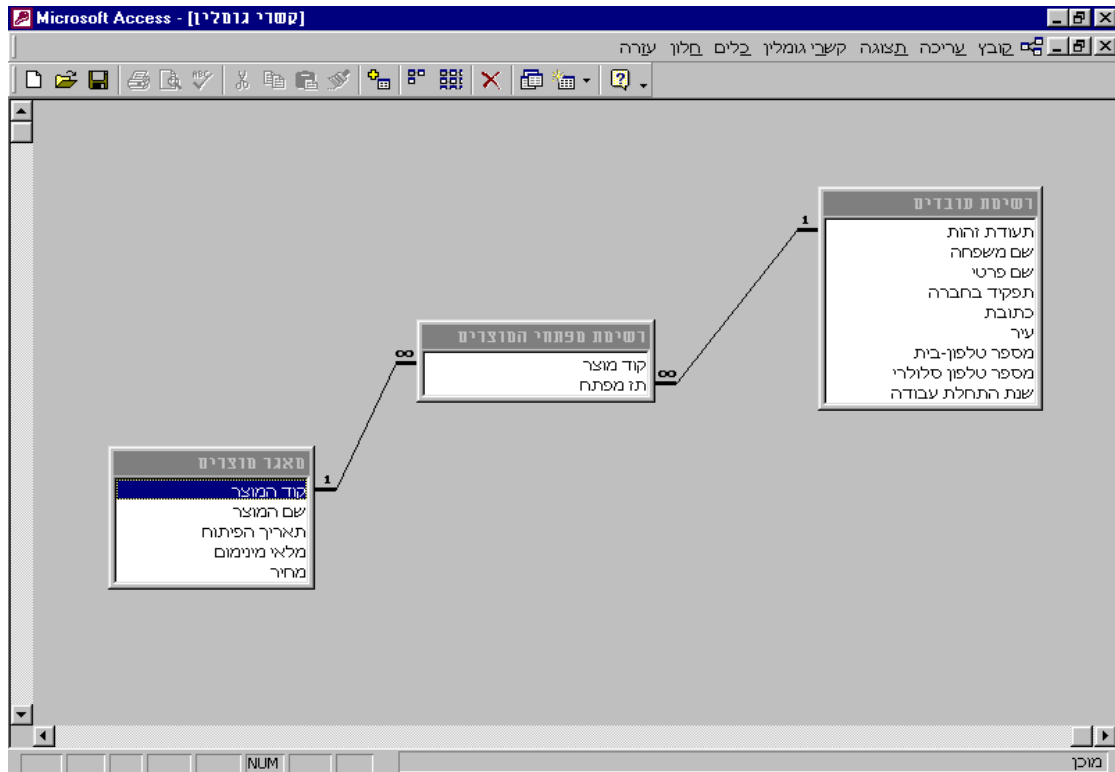 Microsoft Access - [קשרי גומלין]
קובץ עריכה תצוגה קשרי גומלין כלים חלון עזרה
רשימת עובדים
תעודת זהות
שם משפחה
שם פרטי
תפקיד בחברה
כתובת
עיר
מספר טלפון-בית
מספר טלפון סלולרי
שנת התחלת עבודה
1
רשימת מפתחי המוצרים
קוד מוצר
תז מפתח
∞
∞
מאגר מוצרים
קוד המוצר
שם המוצר
תאריך הפיתוח
מלאי מינימום
מחיר
1
מוכן
NUM